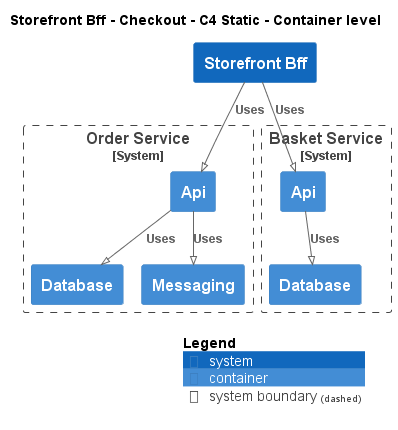 Storefront Bff - Checkout - C4 Static - Container level
Storefront Bff
Uses
Uses
Order Service
[System]
Basket Service
[System]
Api
Api
Uses
Uses
Uses
Database
Messaging
Database
Legend
system
container
system boundary (dashed)